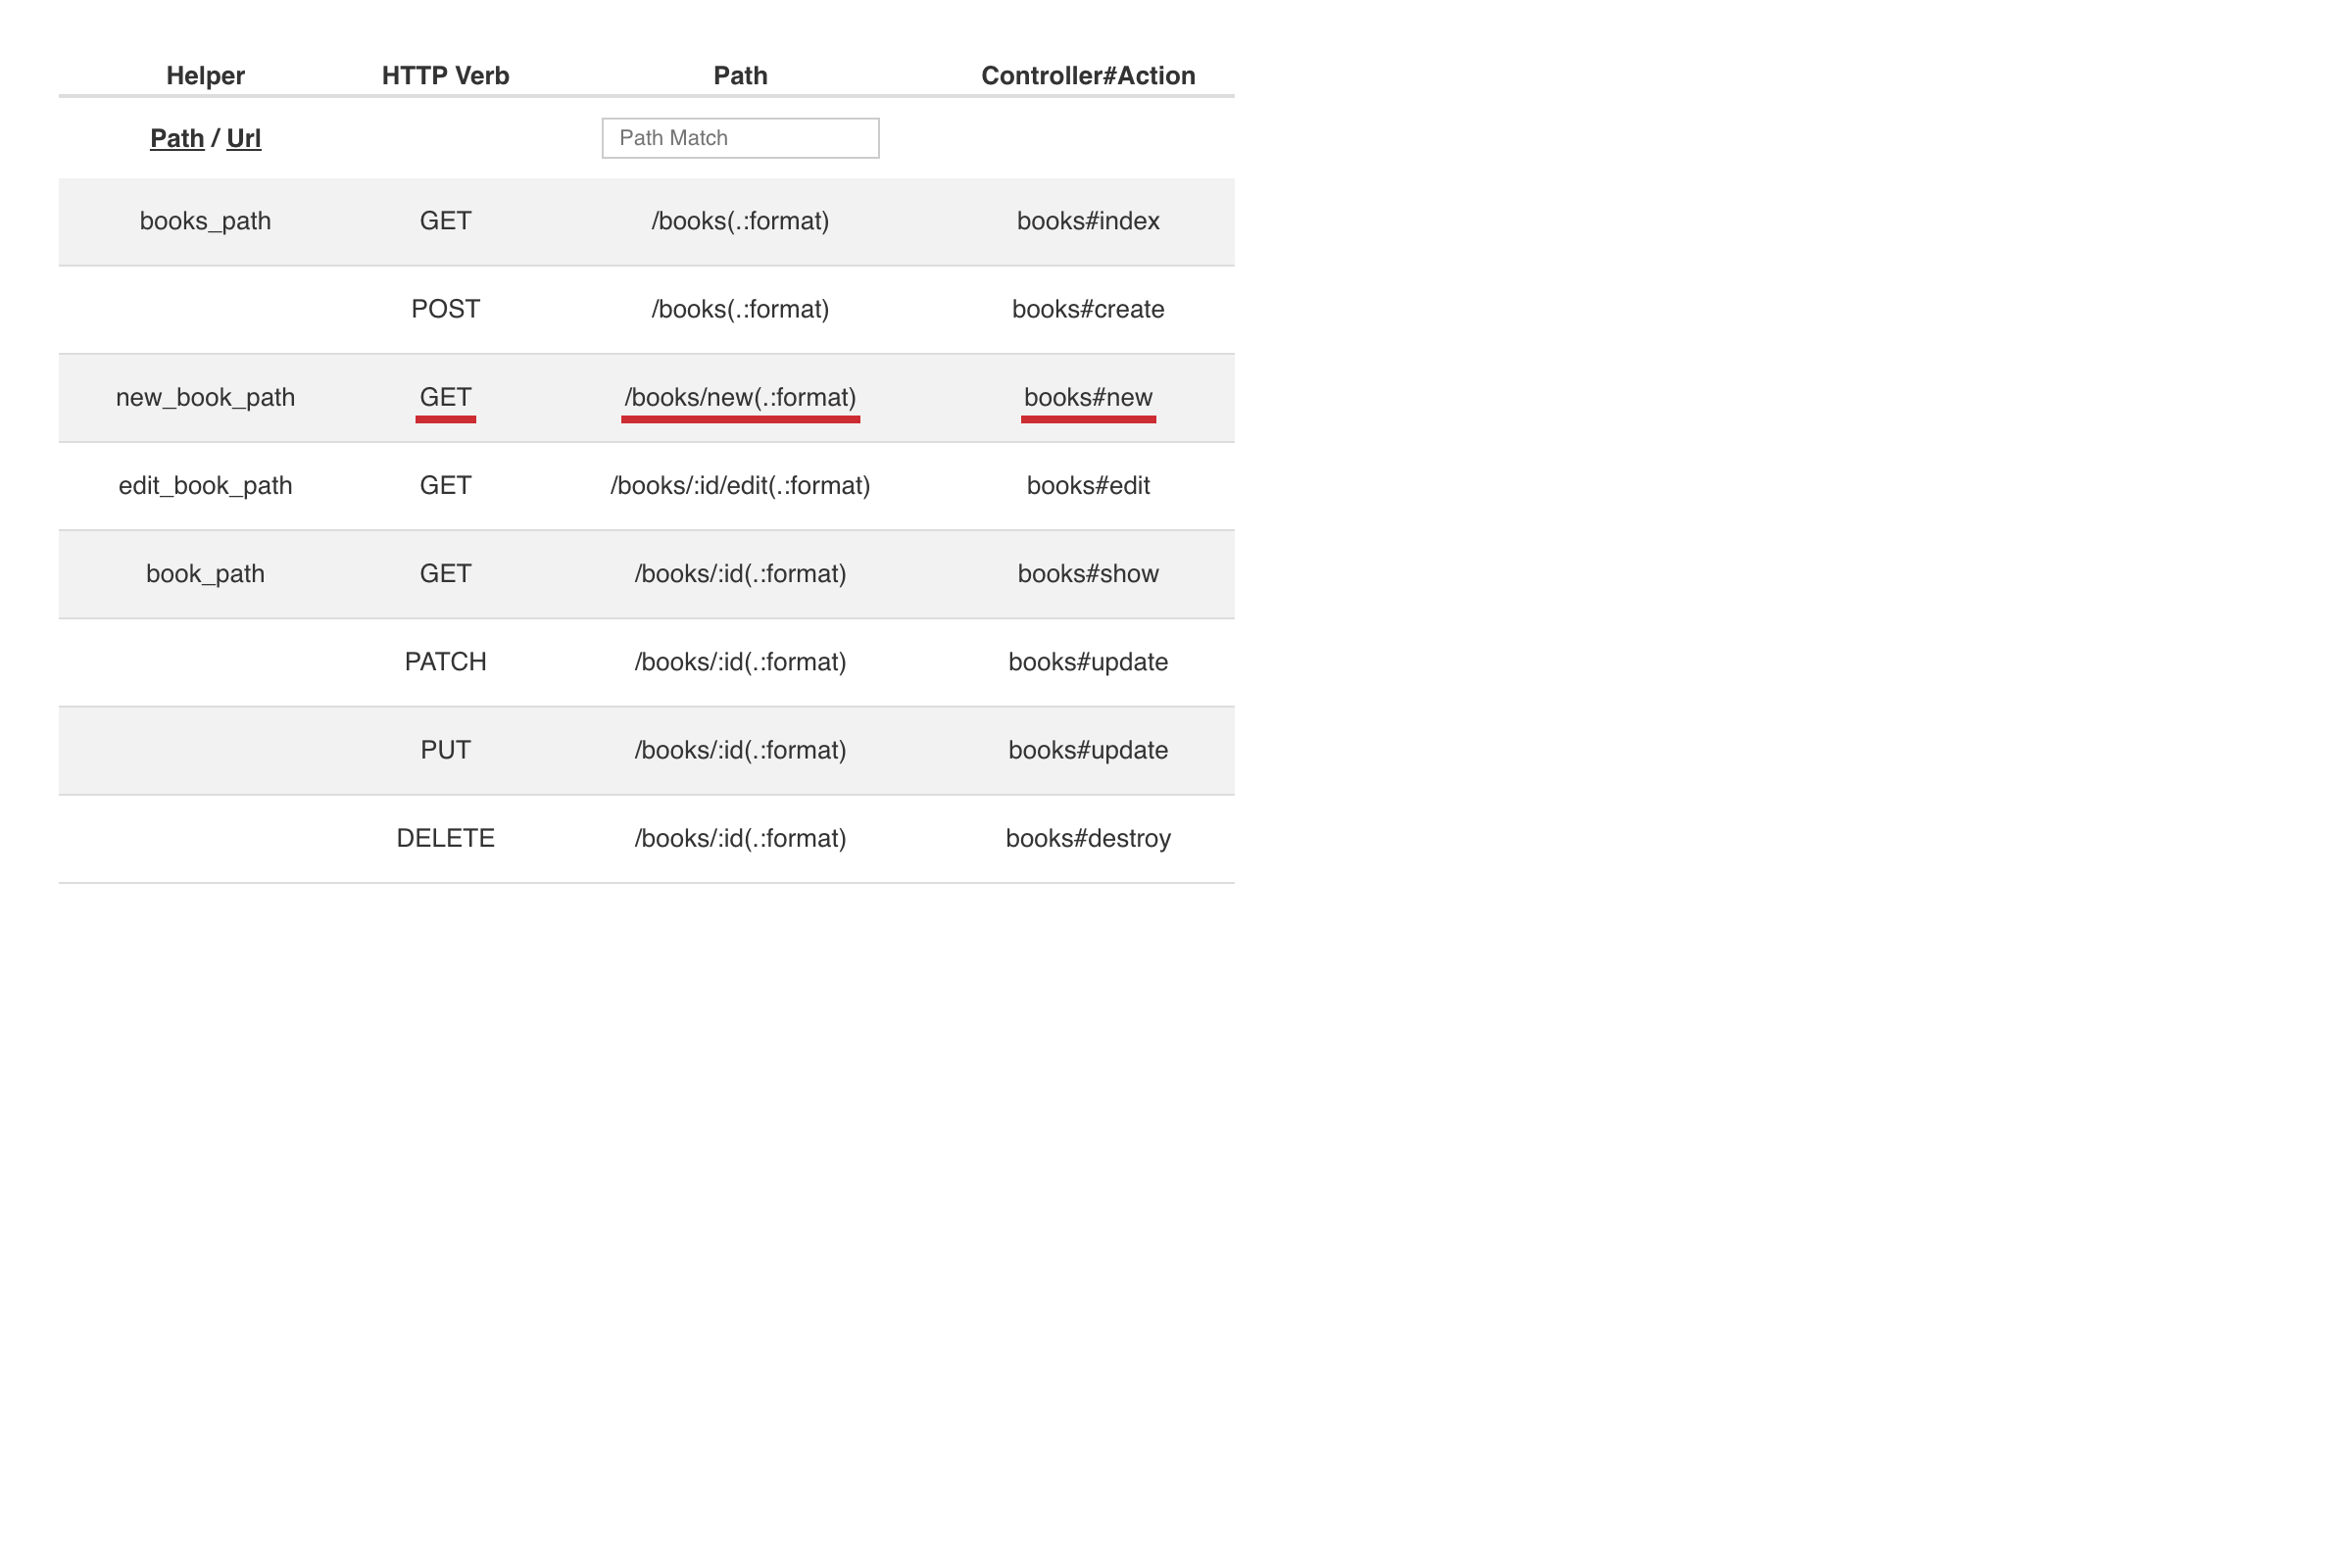 Helper HTTP Verb Path Controller#Action
Path / Url Path Match
books_path GET /books(.:format) books#index
POST /books(.:format) books#create
new_book_path GET /books/new(.:format) books#new
edit_book_path GET /books/:id/edit(.:format) books#edit
book_path GET /books/:id(.:format) books#show
PATCH /books/:id(.:format) books#update
PUT /books/:id(.:format) books#update
DELETE /books/:id(.:format) books#destroy